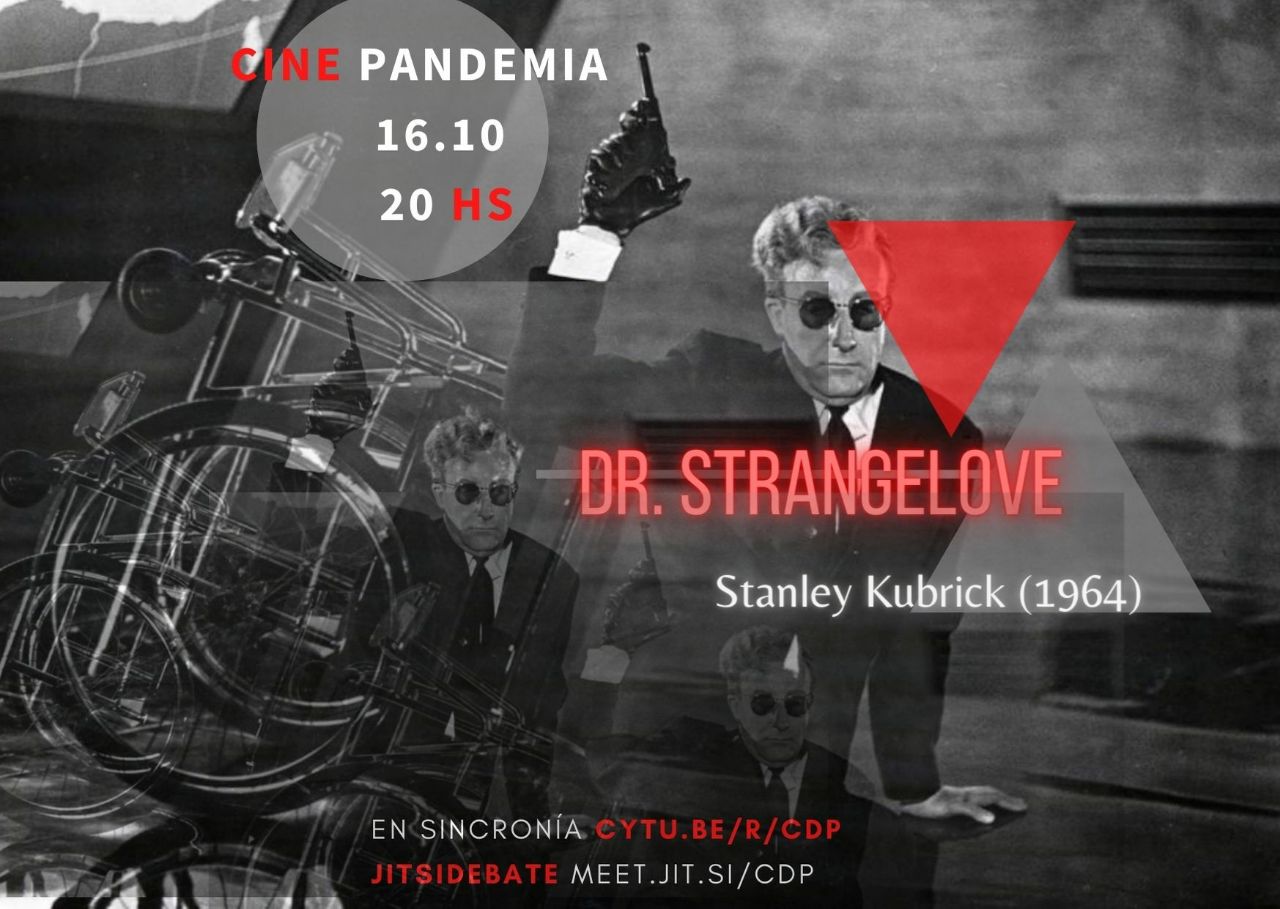 CINE PANDEMIA
16.10
20 HS
DR. STRANGELOVE
Stanley Kubrick (1964)
EN SINCRONÍA CYTU.BE/R/CDP
JITSIDEBATE MEET.JIT.SI/CDP